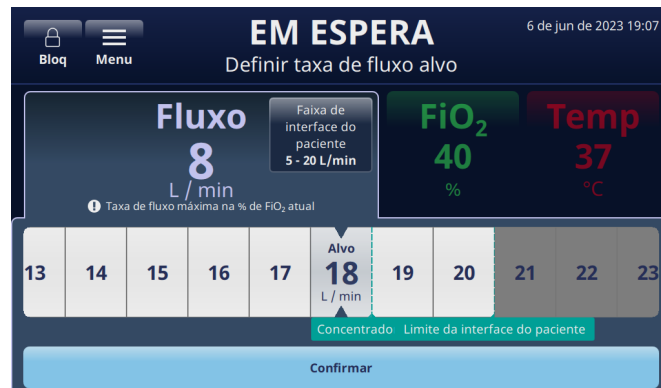 Bloq
Menu
EM ESPERA
Definir taxa de fluxo alvo
6 de jun de 2023 19:07
Fluxo
8
L / min
Faixa de
interface do
paciente
5 - 20 L/min
Taxa de fluxo máxima na % de FiO₂ atual
FiO₂
40
%
Temp
37
°C
13 14 15 16 17
Alvo
18
L / min
19 20 21 22 23
Concentrado
Limite da interface do paciente
Confirmar